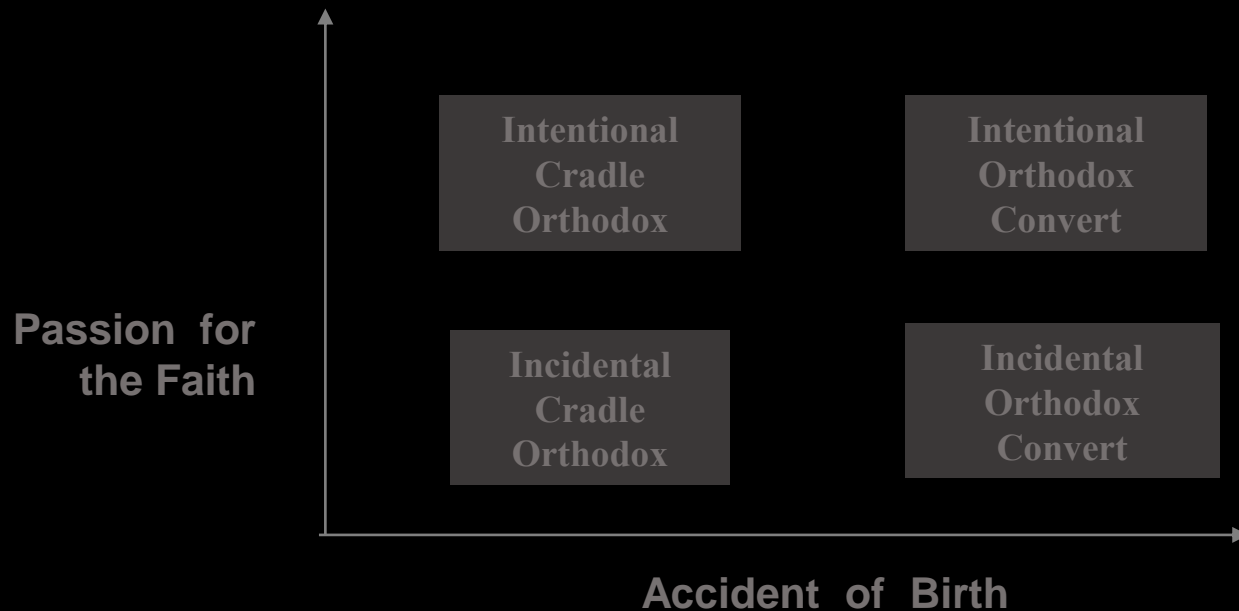 Intentional
Cradle
Orthodox
Intentional
Orthodox
Convert
Passion for
the Faith
Incidental
Cradle
Orthodox
Incidental
Orthodox
Convert
Accident of Birth